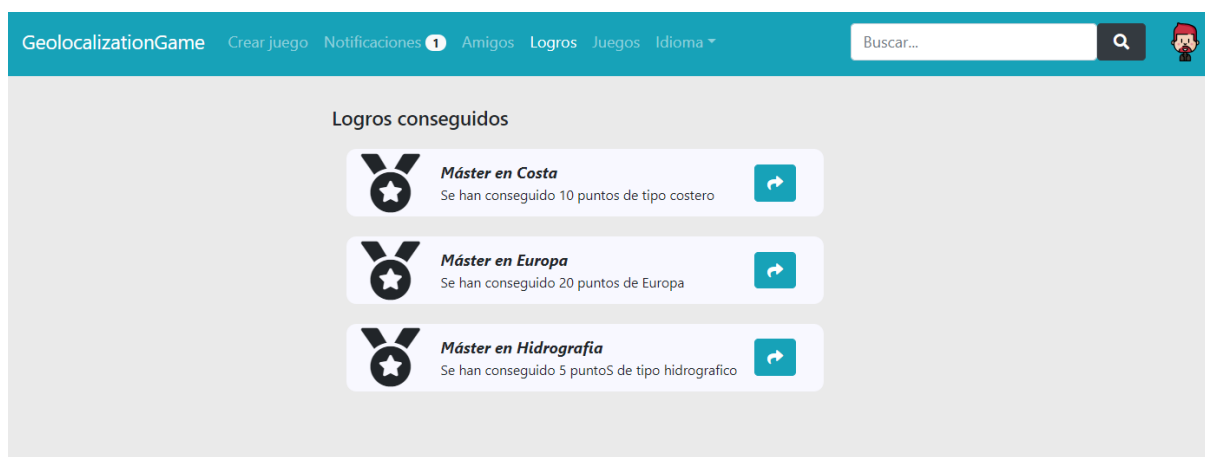 GeolocalizationGame Crear juego Notificaciones 1 Amigos Logros Juegos Idioma Buscar...
Logros conseguidos
Máster en Costa
Se han conseguido 10 puntos de tipo costero
Máster en Europa
Se han conseguido 20 puntos de Europa
Máster en Hidrografia
Se han conseguido 5 puntoS de tipo hidrografico